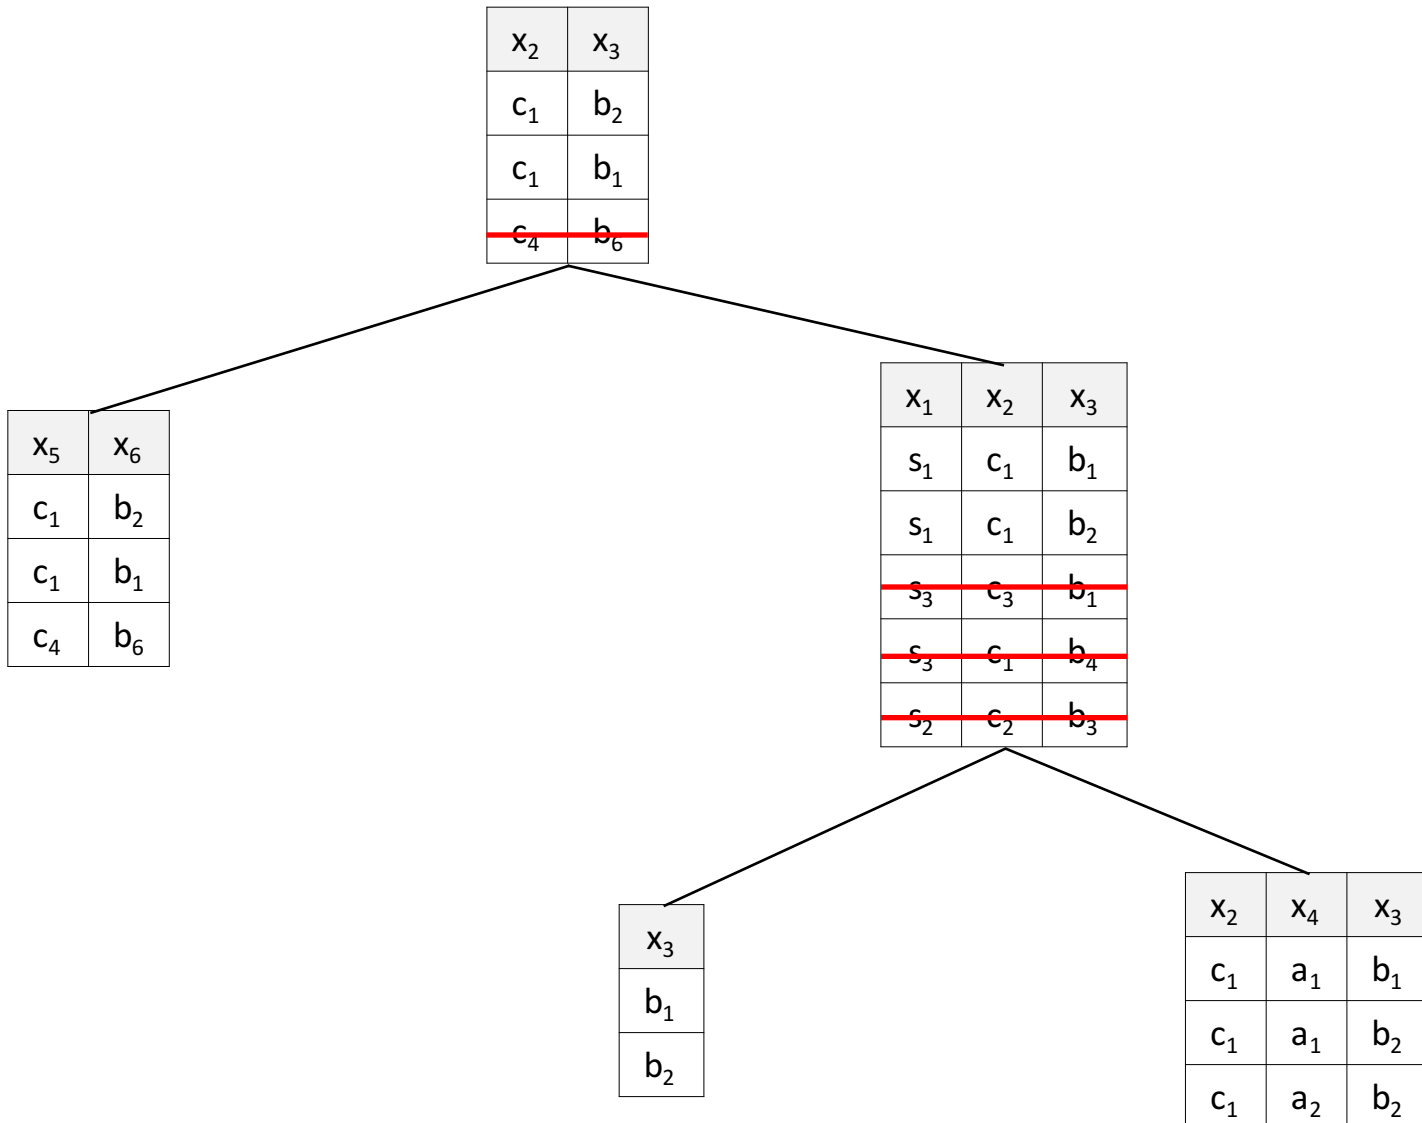 x₂ x₃
c₁ b₂
c₁ b₁
c₄ b₆
x₅ x₆
c₁ b₂
c₁ b₁
c₄ b₆
x₁ x₂ x₃
s₁ c₁ b₁
s₁ c₁ b₂
s₃ c₃ b₁
s₃ c₁ b₄
s₂ c₂ b₃
x₃
b₁
b₂
x₂ x₄ x₃
c₁ a₁ b₁
c₁ a₁ b₂
c₁ a₂ b₂